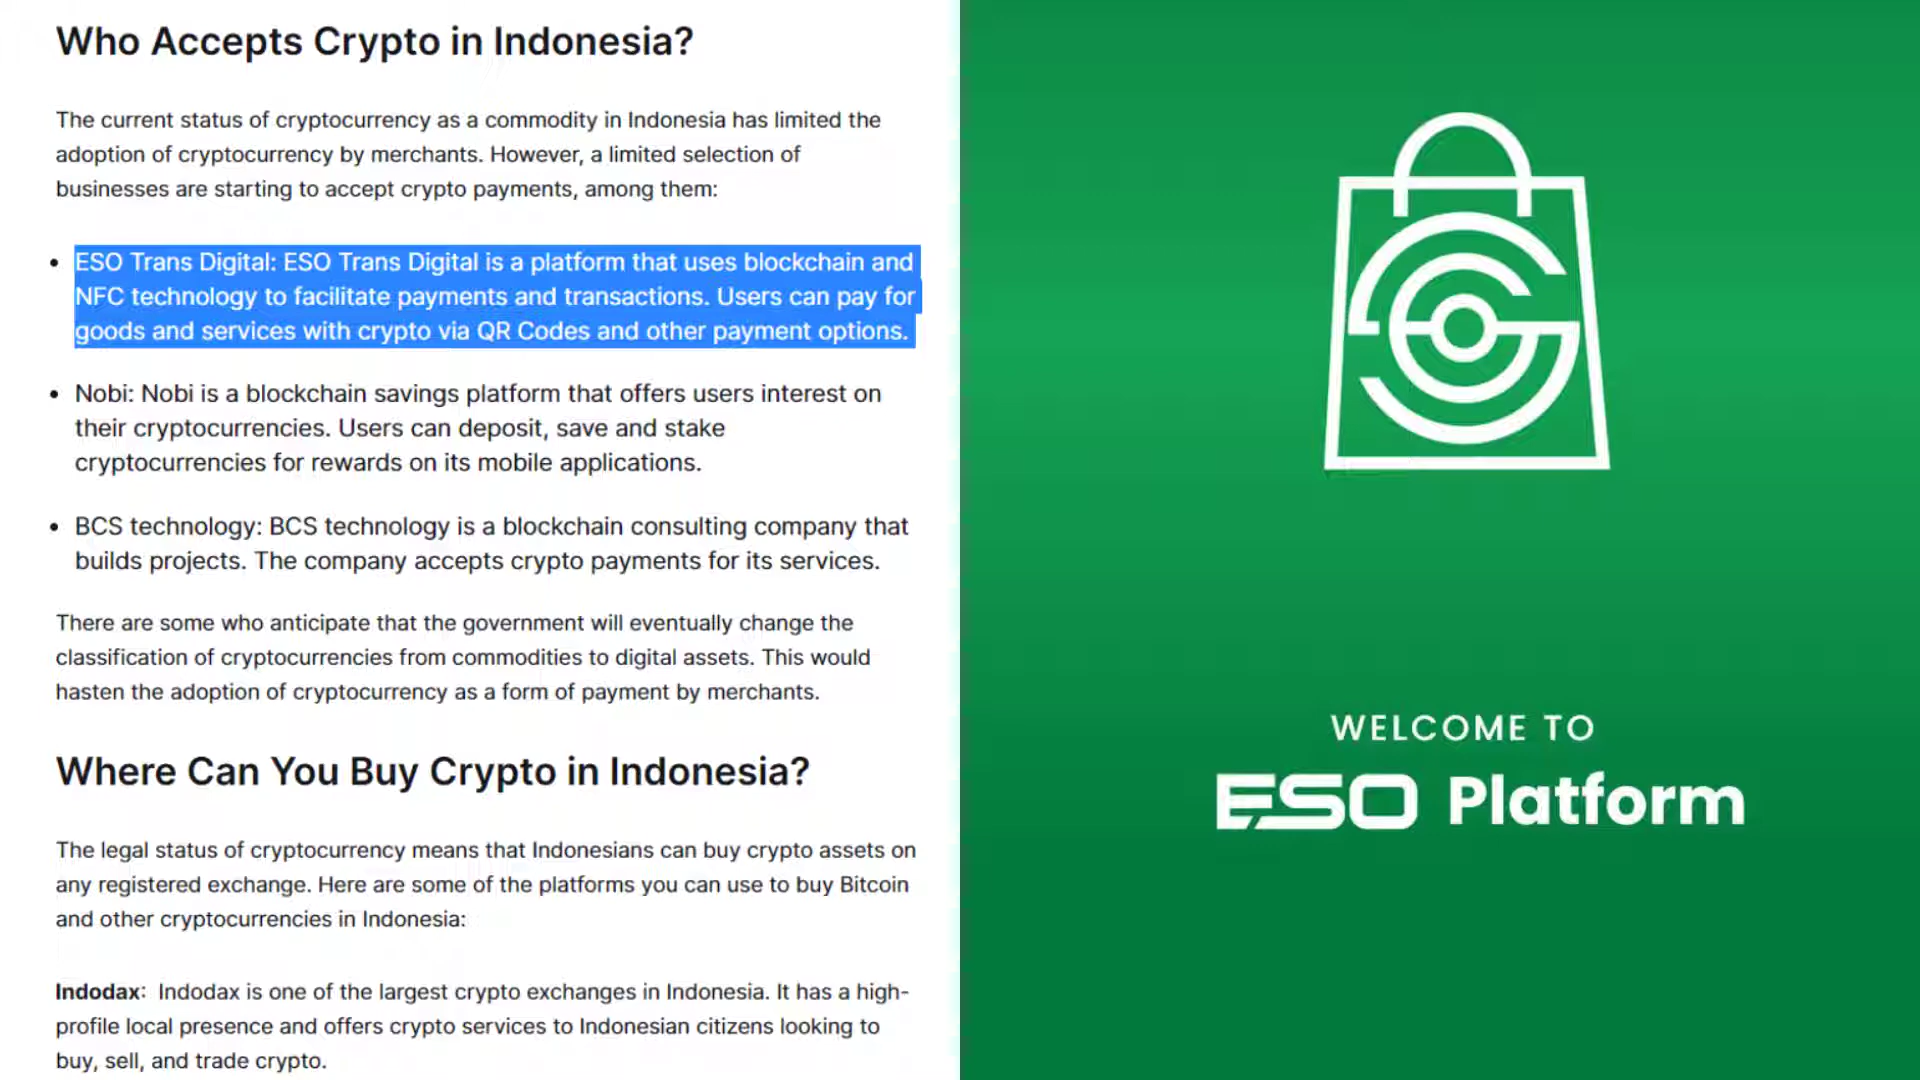 Who Accepts Crypto in Indonesia?
The current status of cryptocurrency as a commodity in Indonesia has limited the
adoption of cryptocurrency by merchants. However, a limited selection of
businesses are starting to accept crypto payments, among them:
• ESO Trans Digital: ESO Trans Digital is a platform that uses blockchain and
NFC technology to facilitate payments and transactions. Users can pay for
goods and services with crypto via QR Codes and other payment options.
• Nobi: Nobi is a blockchain savings platform that offers users interest on
their cryptocurrencies. Users can deposit, save and stake
cryptocurrencies for rewards on its mobile applications.
• BCS technology: BCS technology is a blockchain consulting company that
builds projects. The company accepts crypto payments for its services.
There are some who anticipate that the government will eventually change the
classification of cryptocurrencies from commodities to digital assets. This would
hasten the adoption of cryptocurrency as a form of payment by merchants.
Where Can You Buy Crypto in Indonesia?
The legal status of cryptocurrency means that Indonesians can buy crypto assets on
any registered exchange. Here are some of the platforms you can use to buy Bitcoin
and other cryptocurrencies in Indonesia:
Indodax: Indodax is one of the largest crypto exchanges in Indonesia. It has a high-
profile local presence and offers crypto services to Indonesian citizens looking to
buy, sell, and trade crypto.
WELCOME TO
ESO Platform